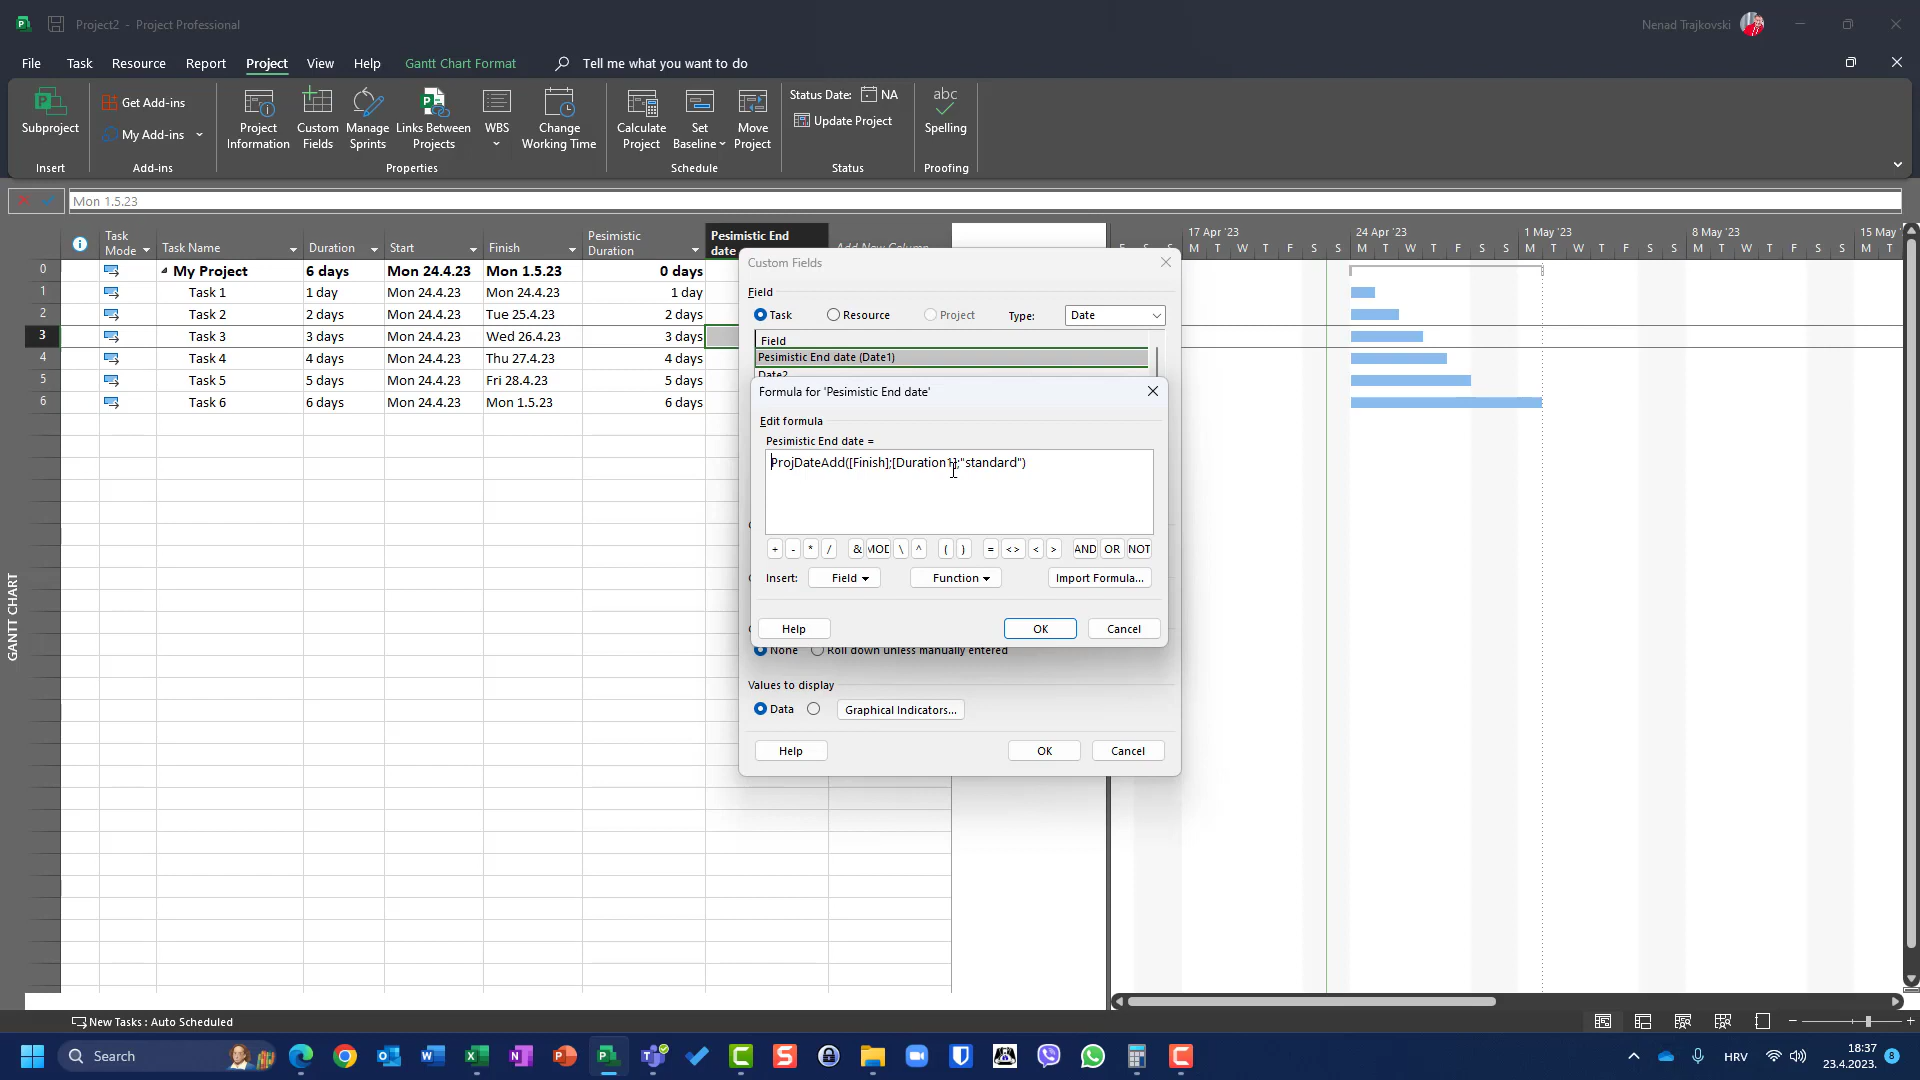 Project2 - Project Professional
Nenad Trajkovski
File Task Resource Report Project View Help Gantt Chart Format Tell me what you want to do
Subproject
Insert
Get Add-ins
My Add-ins
Add-ins
Project Information
Custom Fields
Manage Sprints
Links Between Projects
WBS
Change Working Time
Properties
Calculate Project
Set Baseline
Move Project
Schedule
Status Date: NA
Update Project
Status
abc
Spelling
Proofing
Mon 1.5.23
Task Mode Task Name Duration Start Finish Pesimistic Duration Pesimistic End date Add New Column
0 My Project 6 days Mon 24.4.23 Mon 1.5.23 0 days
1 Task 1 1 day Mon 24.4.23 Mon 24.4.23 1 day
2 Task 2 2 days Mon 24.4.23 Tue 25.4.23 2 days
3 Task 3 3 days Mon 24.4.23 Wed 26.4.23 3 days
4 Task 4 4 days Mon 24.4.23 Thu 27.4.23 4 days
5 Task 5 5 days Mon 24.4.23 Fri 28.4.23 5 days
6 Task 6 6 days Mon 24.4.23 Mon 1.5.23 6 days
GANTT CHART
17 Apr '23 24 Apr '23 1 May '23 8 May '23 15 May
F S S M T W T F S S M T W T F S S M T W T F S S M T W T F S S M T
Custom Fields
Field
Task Resource Project Type: Date
Field
Pesimistic End date (Date1)
Date2
Formula for 'Pesimistic End date'
Edit formula
Pesimistic End date =
ProjDateAdd([Finish];[Duration1];"standard")
+ - * / & MOD \ ^ ( ) = <> < > AND OR NOT
Insert: Field Function Import Formula...
Help OK Cancel
None Roll down unless manually entered
Values to display
Data Graphical Indicators...
Help OK Cancel
New Tasks : Auto Scheduled
Search
HRV
18:37
23.4.2023.
8